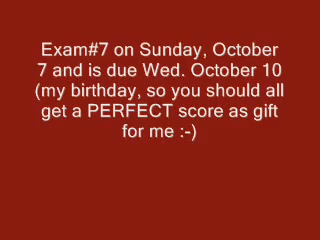 Exam#7 on Sunday, October
7 and is due Wed. October 10
(my birthday, so you should all
get a PERFECT score as gift
for me :-)